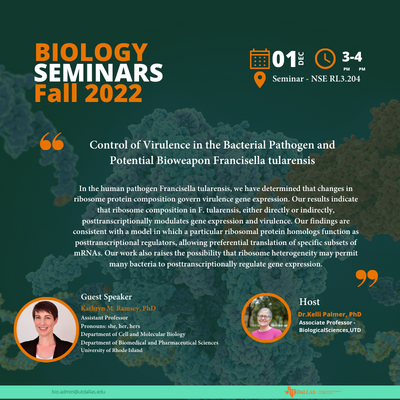 BIOLOGY
SEMINARS
Fall 2022
01 DEC
3-4
PM PM
Seminar - NSE RL3.204
Control of Virulence in the Bacterial Pathogen and
Potential Bioweapon Francisella tularensis
In the human pathogen Francisella tularensis, we have determined that changes in
ribosome protein composition govern virulence gene expression. Our results indicate
that ribosome composition in F. tularensis, either directly or indirectly,
posttranscriptionally modulates gene expression and virulence. Our findings are
consistent with a model in which a particular ribosomal protein homologs function as
posttranscriptional regulators, allowing preferential translation of specific subsets of
mRNAs. Our work also raises the possibility that ribosome heterogeneity may permit
many bacteria to posttranscriptionally regulate gene expression.
Guest Speaker
Kathryn M. Ramsey, PhD
Assistant Professor
Pronouns: she, her, hers
Department of Cell and Molecular Biology
Department of Biomedical and Pharmaceutical Sciences
University of Rhode Island
Host
Dr.Kelli Palmer, PhD
Associate Professor -
BiologicalSciences,UTD